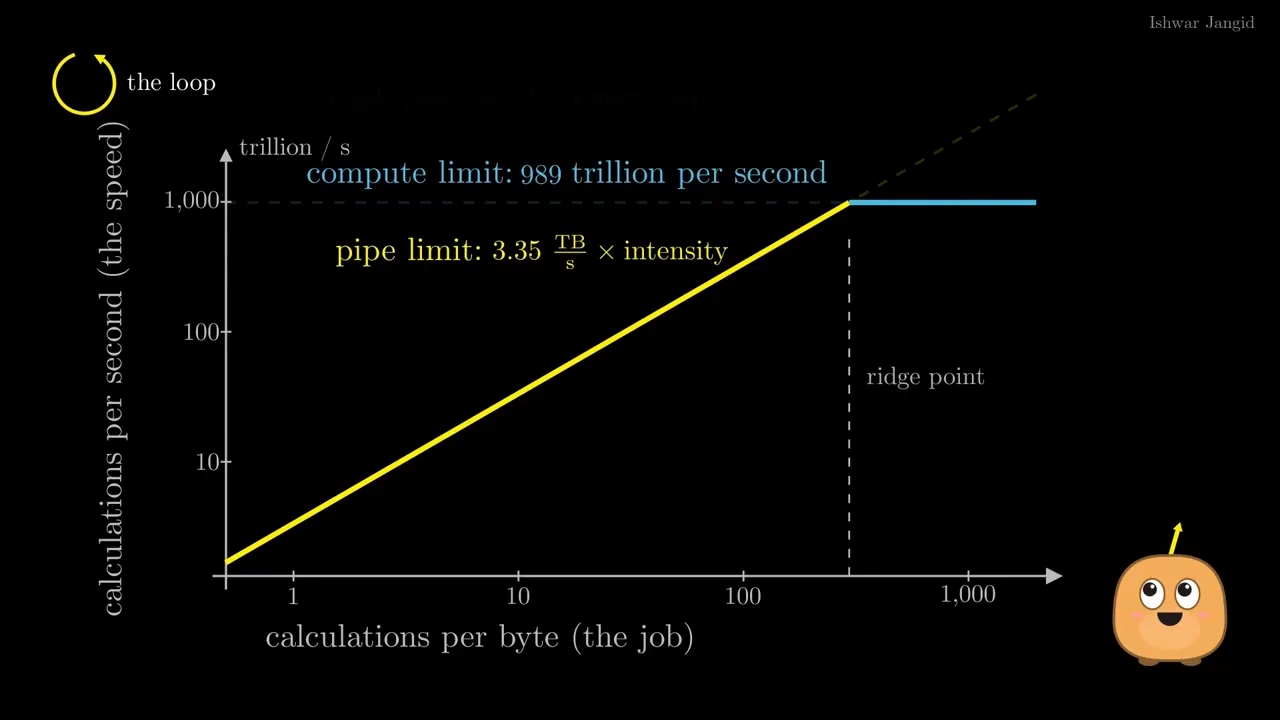 Ishwar Jangid
the loop
trillion / s
compute limit: 989 trillion per second
1,000
pipe limit: 3.35 TB/s × intensity
100
ridge point
10
calculations per second (the speed)
1
10
100
1,000
calculations per byte (the job)